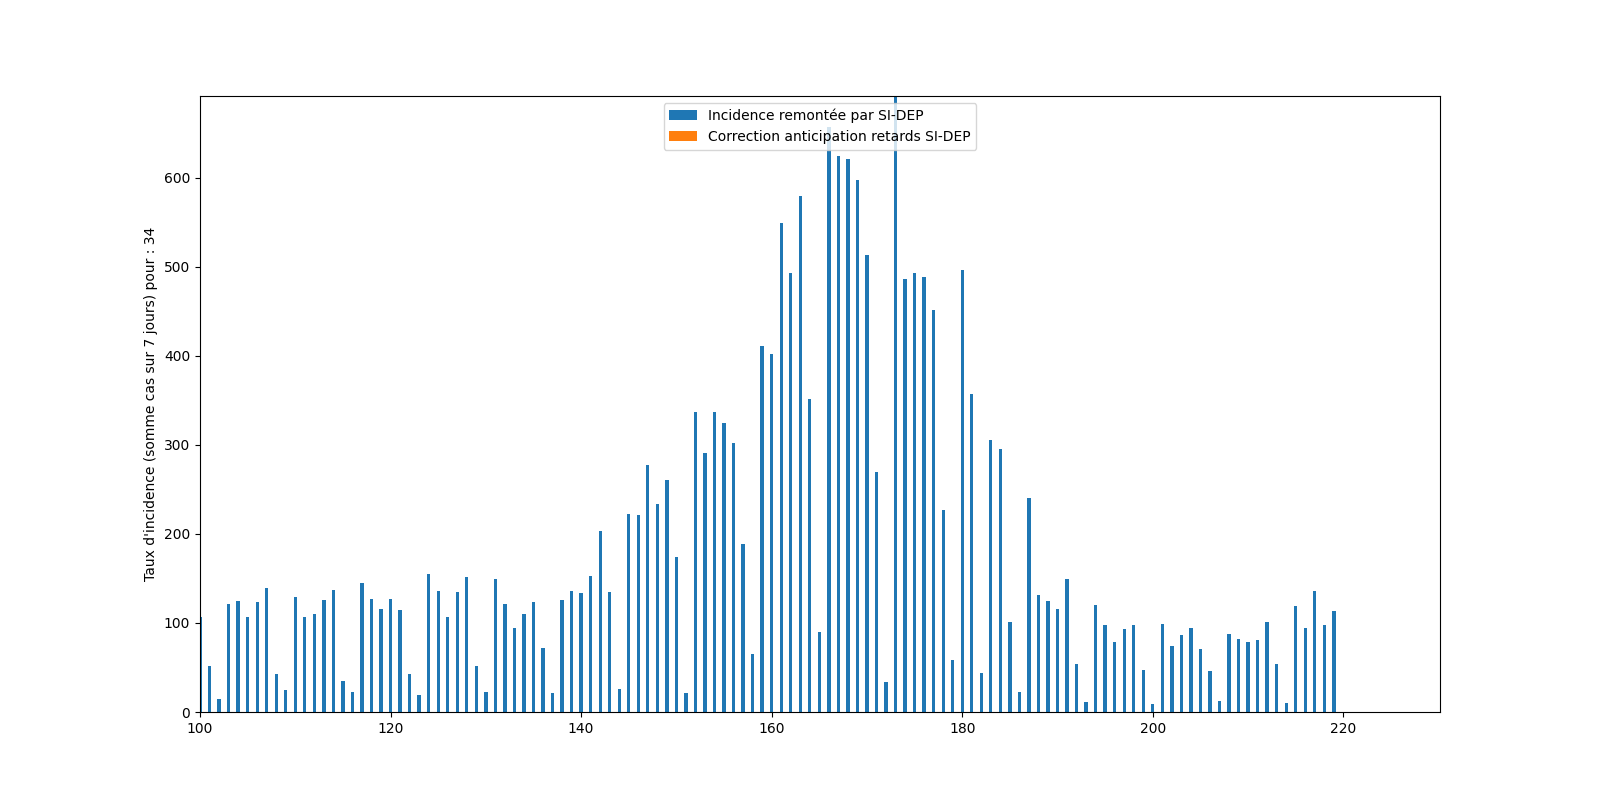 Incidence remontée par SI-DEP
Correction anticipation retards SI-DEP
Taux d'incidence (somme cas sur 7 jours) pour : 34
600
500
400
300
200
100
0
100 120 140 160 180 200 220